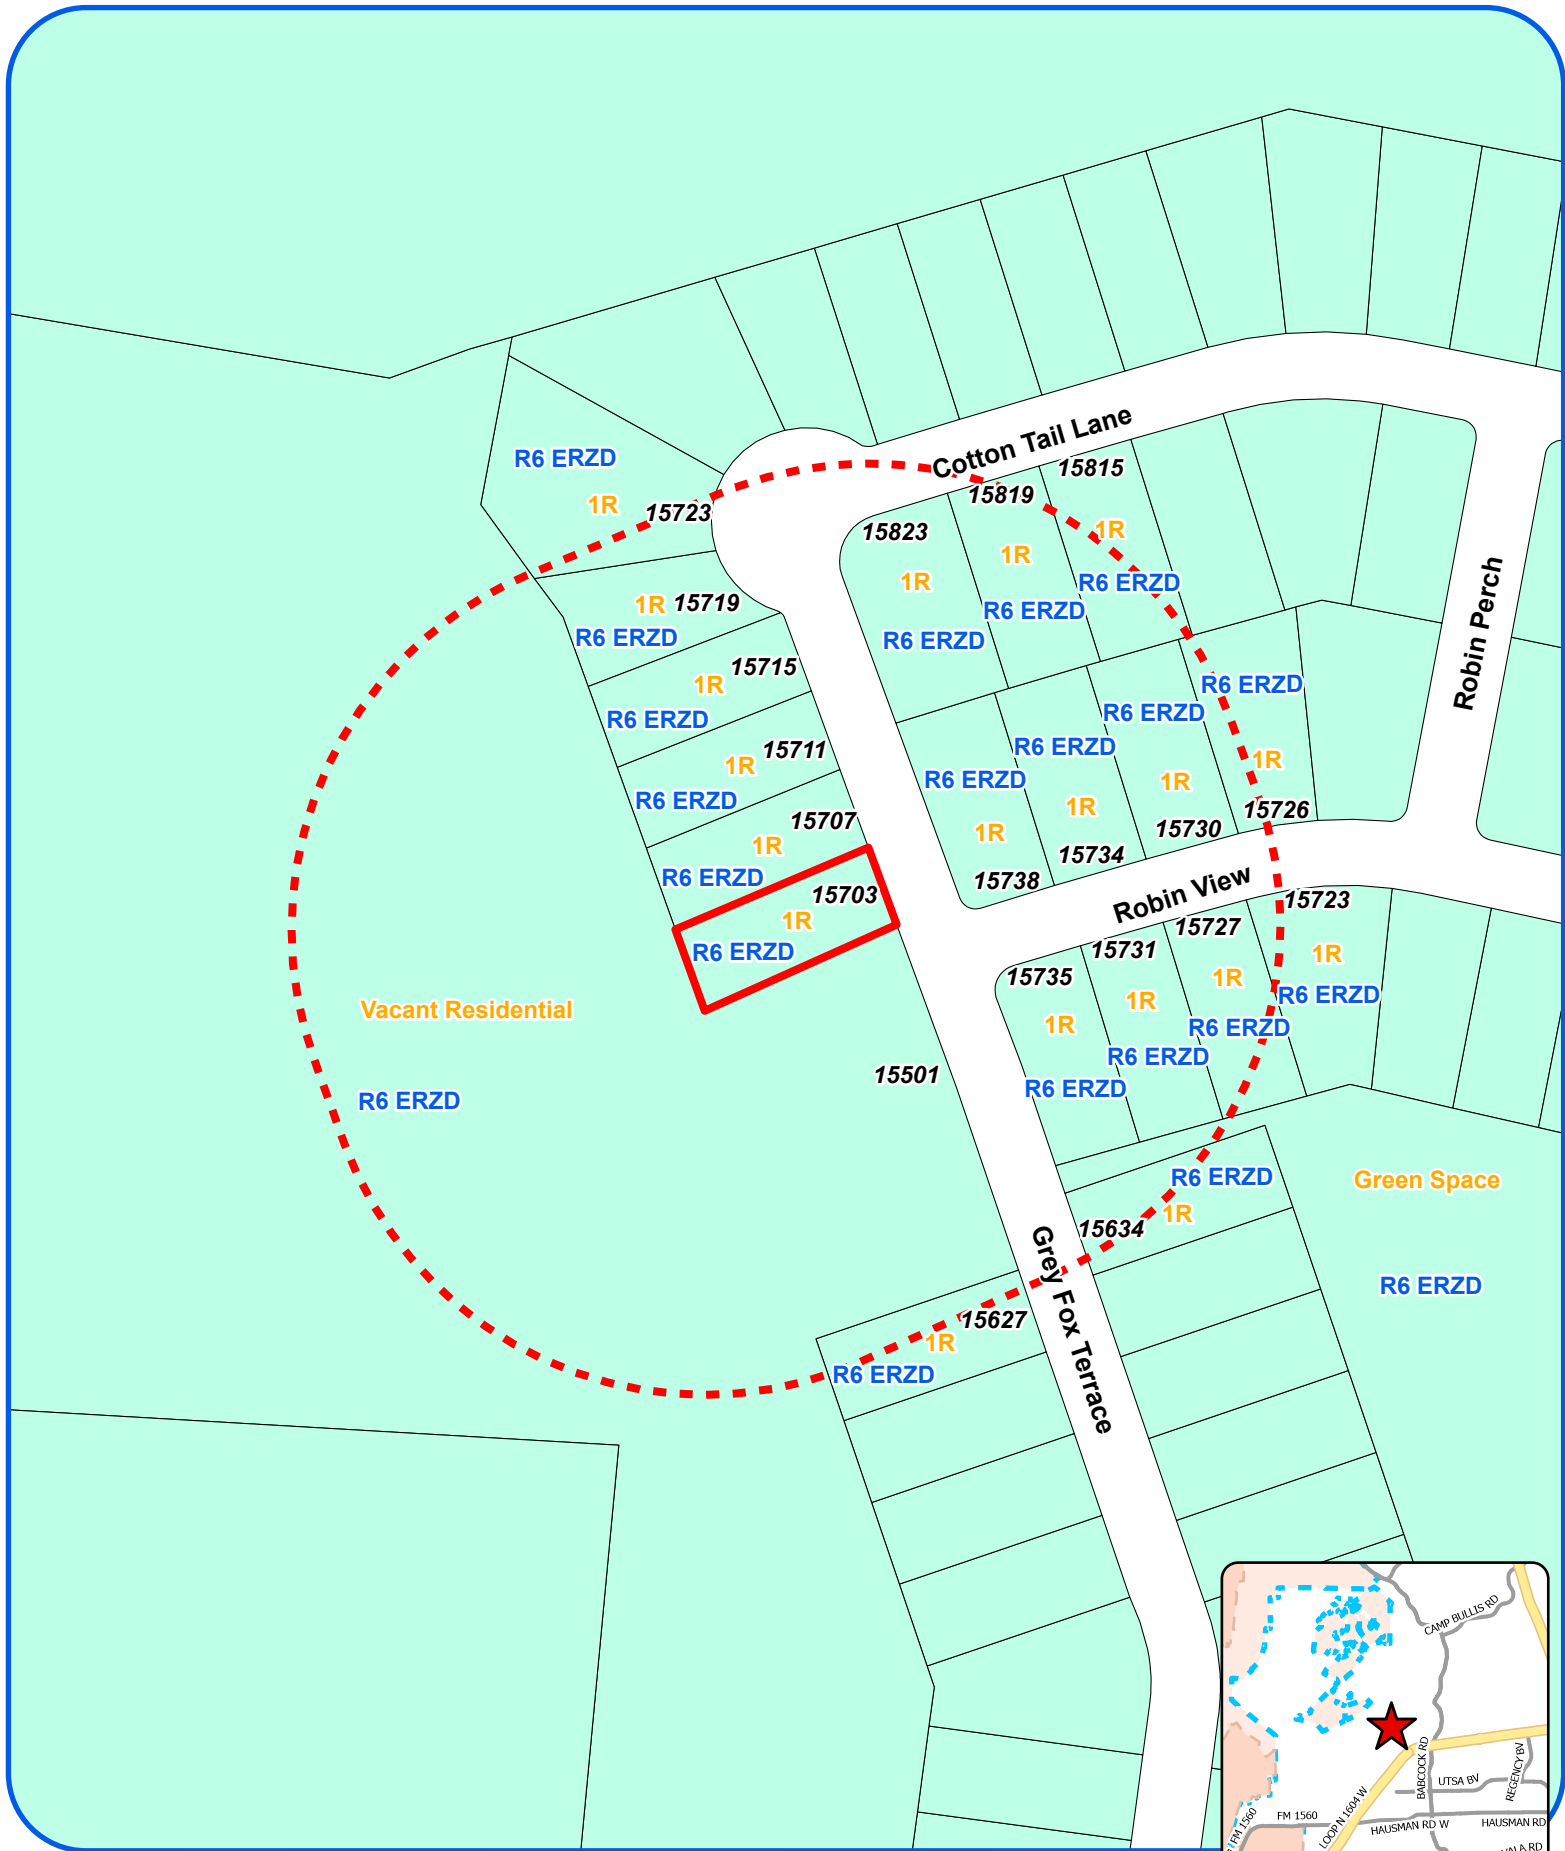 Cotton Tail Lane
15815
R6 ERZD
15819
1R
15723
15823
1R
1R
1R
R6 ERZD
15719
1R
R6 ERZD
R6 ERZD
R6 ERZD
Robin Perch
15715
1R
R6 ERZD
R6 ERZD
R6 ERZD
R6 ERZD
15711
1R
1R
R6 ERZD
1R
R6 ERZD
1R
15726
15707
15730
1R
1R
15734
R6 ERZD
15738
Robin View
15703
15723
1R
15727
R6 ERZD
15731
1R
15735
1R
R6 ERZD
1R
Vacant Residential
1R
R6 ERZD
R6 ERZD
15501
R6 ERZD
R6 ERZD
R6 ERZD
Green Space
1R
15634
R6 ERZD
Grey Fox Terrace
15627
1R
R6 ERZD
CAMP BULLIS RD
BABCOCK RD
REGENCY BV
UTSA BV
LOOP N 1604 W
FM 1560
FM 1560
HAUSMAN RD W
HAUSMAN RD